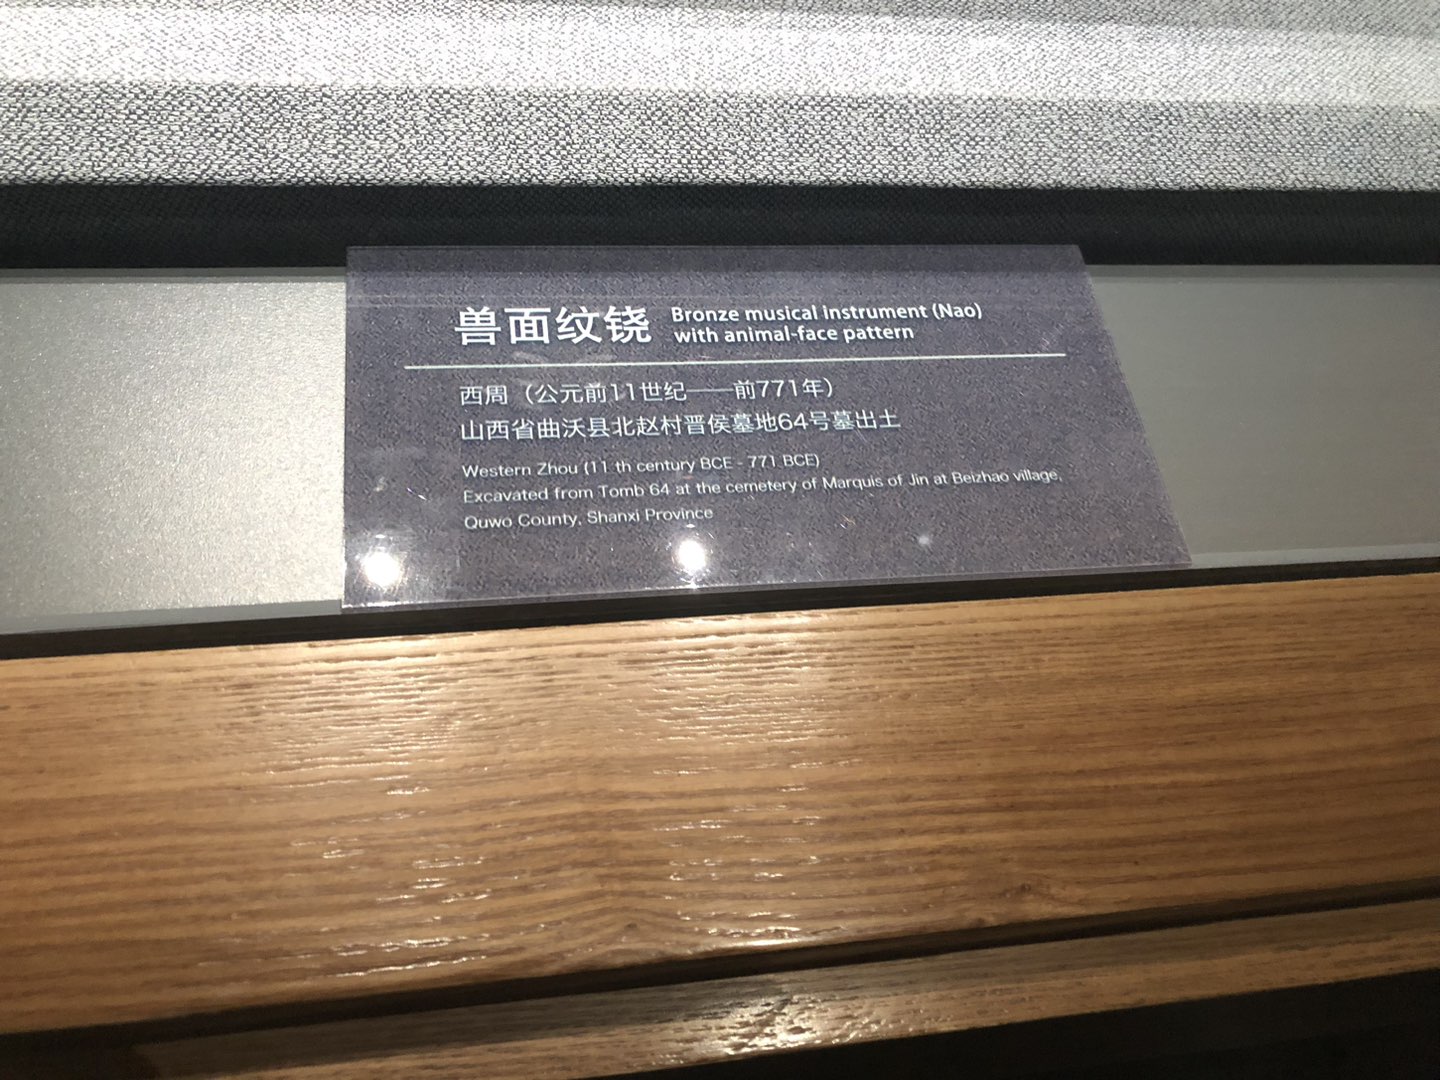 兽面纹铙
Bronze musical instrument (Nao)
with animal-face pattern
西周（公元前11世纪——前771年）
山西省曲沃县北赵村晋侯墓地64号墓出土
Western Zhou (11 th century BCE - 771 BCE)
Excavated from Tomb 64 at the cemetery of Marquis of Jin at Beizhao village,
Quwo County, Shanxi Province